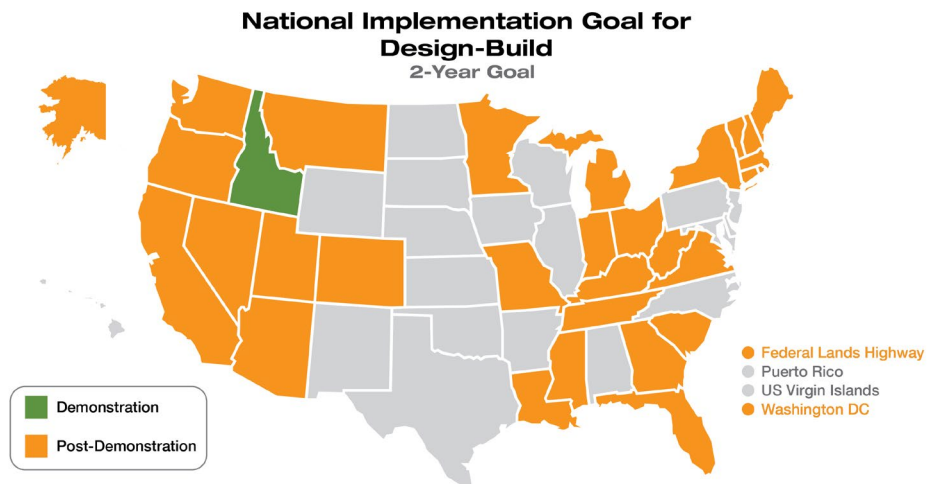 National Implementation Goal for
Design-Build
2-Year Goal
Federal Lands Highway
Puerto Rico
US Virgin Islands
Washington DC
Demonstration
Post-Demonstration